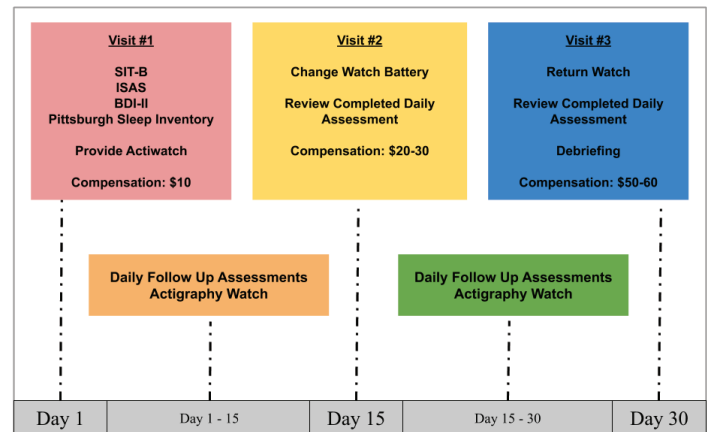 Visit #1
SIT-B
ISAS
BDI-II
Pittsburgh Sleep Inventory
Provide Actiwatch
Compensation: $10
Visit #2
Change Watch Battery
Review Completed Daily
Assessment
Compensation: $20-30
Visit #3
Return Watch
Review Completed Daily
Assessment
Debriefing
Compensation: $50-60
Daily Follow Up Assessments
Actigraphy Watch
Daily Follow Up Assessments
Actigraphy Watch
Day 1
Day 1 - 15
Day 15
Day 15 - 30
Day 30